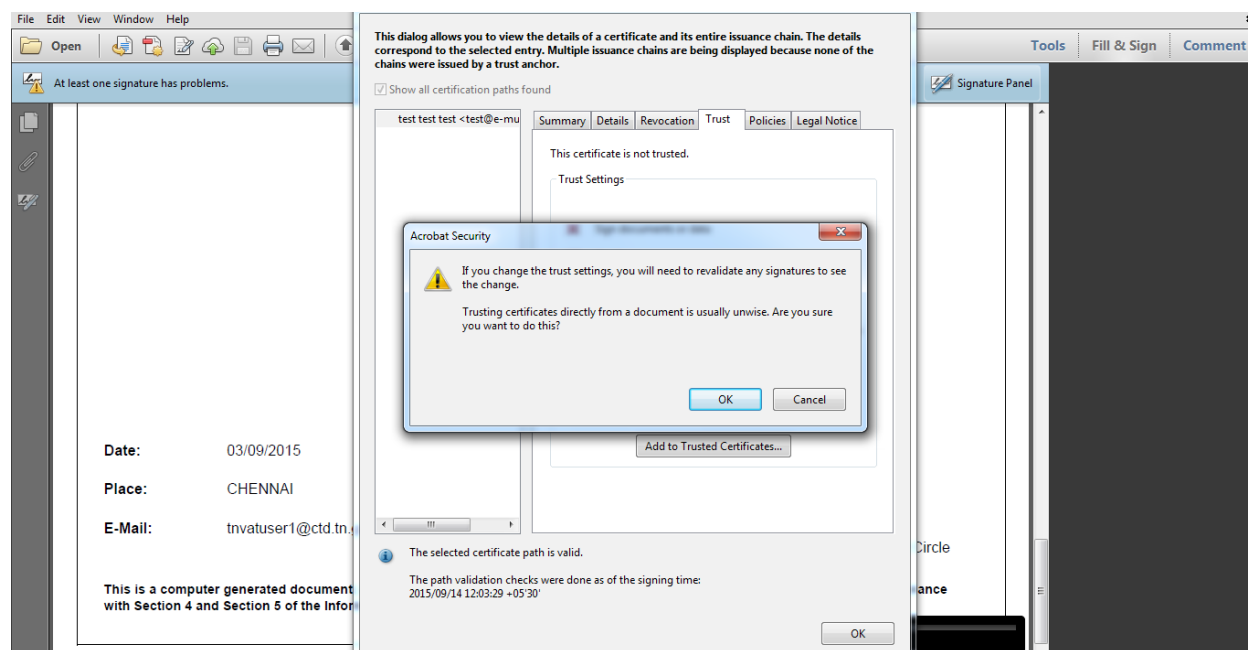 File Edit View Window Help
Open
Tools Fill & Sign Comment
At least one signature has problems.
Signature Panel
This dialog allows you to view the details of a certificate and its entire issuance chain. The details
correspond to the selected entry. Multiple issuance chains are being displayed because none of the
chains were issued by a trust anchor.
Show all certification paths found
test test test <test@e-mu
Summary Details Revocation Trust Policies Legal Notice
This certificate is not trusted.
Trust Settings
Acrobat Security
If you change the trust settings, you will need to revalidate any signatures to see
the change.
Trusting certificates directly from a document is usually unwise. Are you sure
you want to do this?
OK Cancel
Add to Trusted Certificates...
Date: 03/09/2015
Place: CHENNAI
E-Mail: tnvatuser1@ctd.tn.
Circle
The selected certificate path is valid.
The path validation checks were done as of the signing time:
2015/09/14 12:03:29 +05'30'
This is a computer generated document
ance
with Section 4 and Section 5 of the Infor
OK